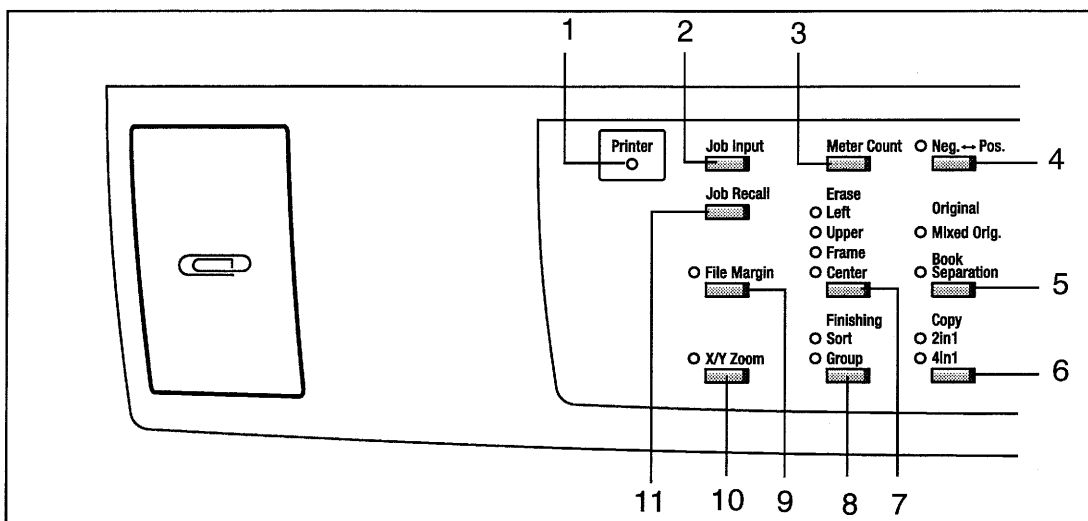 1 2 3
Printer Job Input Meter Count Neg.↔ Pos.
4
Job Recall Erase
Left Original
Upper Mixed Orig.
Frame Book
File Margin Center Separation
5
Finishing Copy
Sort 2in1
X/Y Zoom Group 4in1
6
11 10 9 8 7